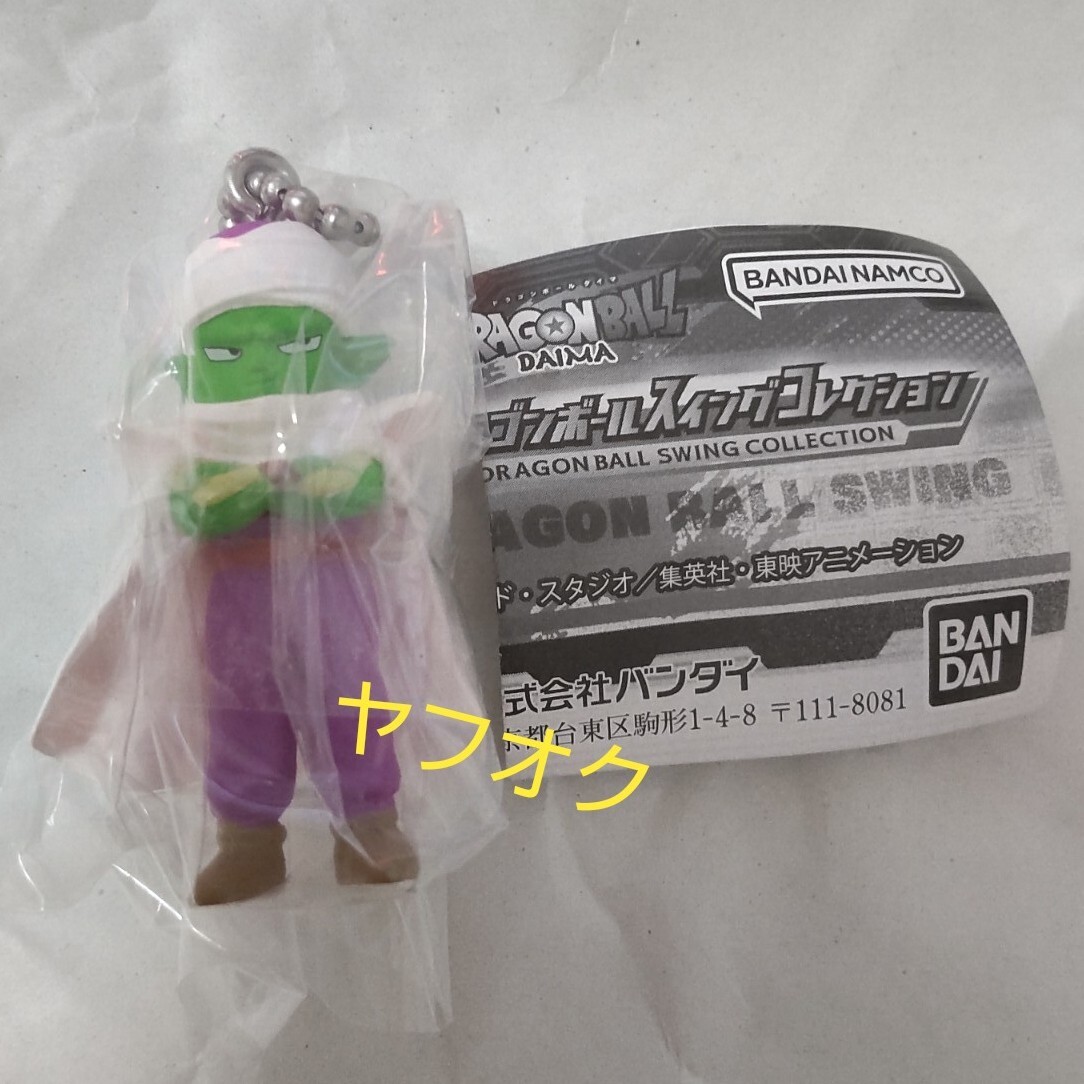 BANDAI NAMCO
ドラゴンボールダイマ
DRAGON BALL
DAIMA
ゴンボールスイングコレクション
DRAGON BALL SWING COLLECTION
AGON BALL SWING
ド・スタジオ／集英社・東映アニメーション
BAN
DAI
式会社バンダイ
京都台東区駒形1-4-8 〒111-8081
ヤフオク